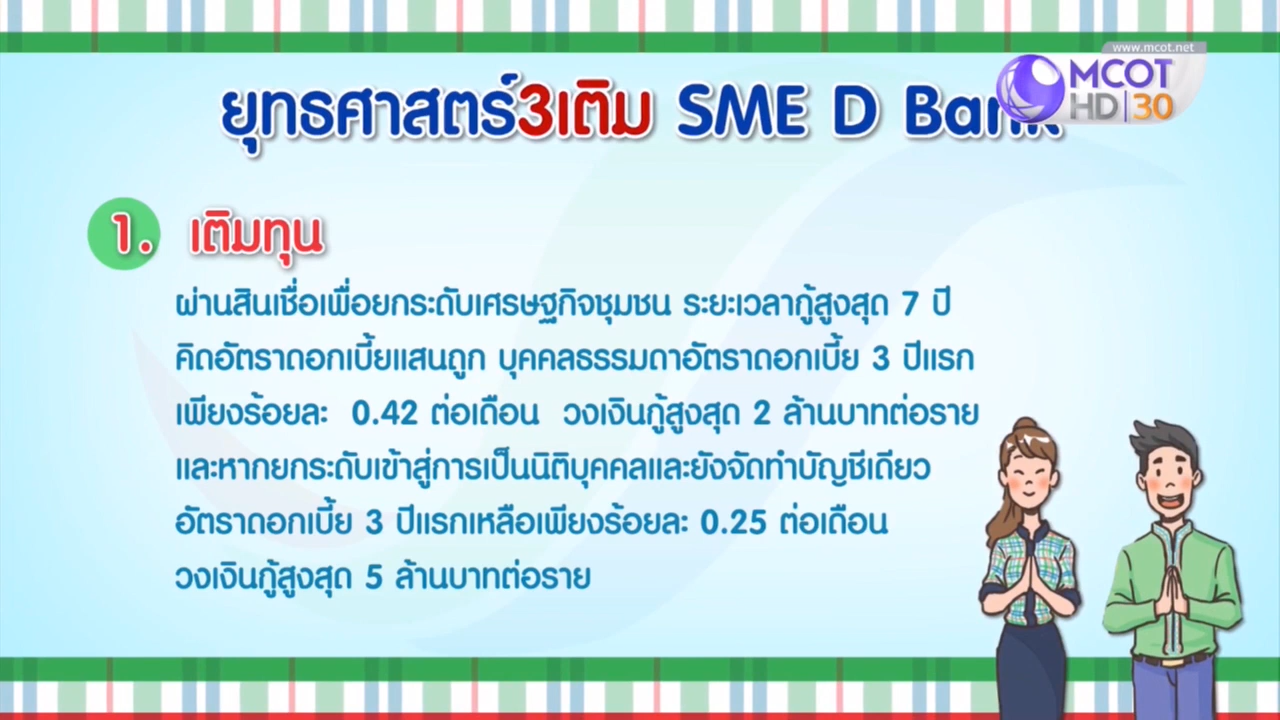 www.mcot.net
MCOT
HD|30
ยุทธศาสตร์3เติม SME D Bank
1. เติมทุน
ผ่านสินเชื่อเพื่อยกระดับเศรษฐกิจชุมชน ระยะเวลากู้สูงสุด 7 ปี
คิดอัตราดอกเบี้ยแสนถูก บุคคลธรรมดาอัตราดอกเบี้ย 3 ปีแรก
เพียงร้อยละ 0.42 ต่อเดือน วงเงินกู้สูงสุด 2 ล้านบาทต่อราย
และหากยกระดับเข้าสู่การเป็นนิติบุคคลและยังจัดทำบัญชีเดียว
อัตราดอกเบี้ย 3 ปีแรกเหลือเพียงร้อยละ 0.25 ต่อเดือน
วงเงินกู้สูงสุด 5 ล้านบาทต่อราย